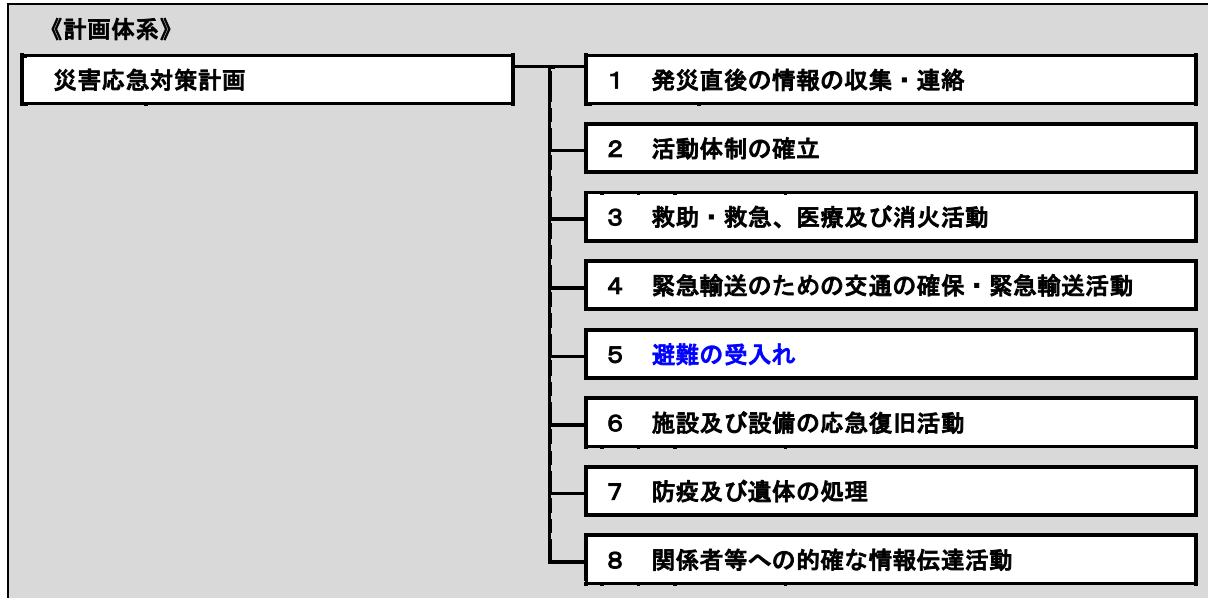 《計画体系》
災害応急対策計画
1 発災直後の情報の収集・連絡
2 活動体制の確立
3 救助・救急、医療及び消火活動
4 緊急輸送のための交通の確保・緊急輸送活動
5 避難の受入れ
6 施設及び設備の応急復旧活動
7 防疫及び遺体の処理
8 関係者等への的確な情報伝達活動